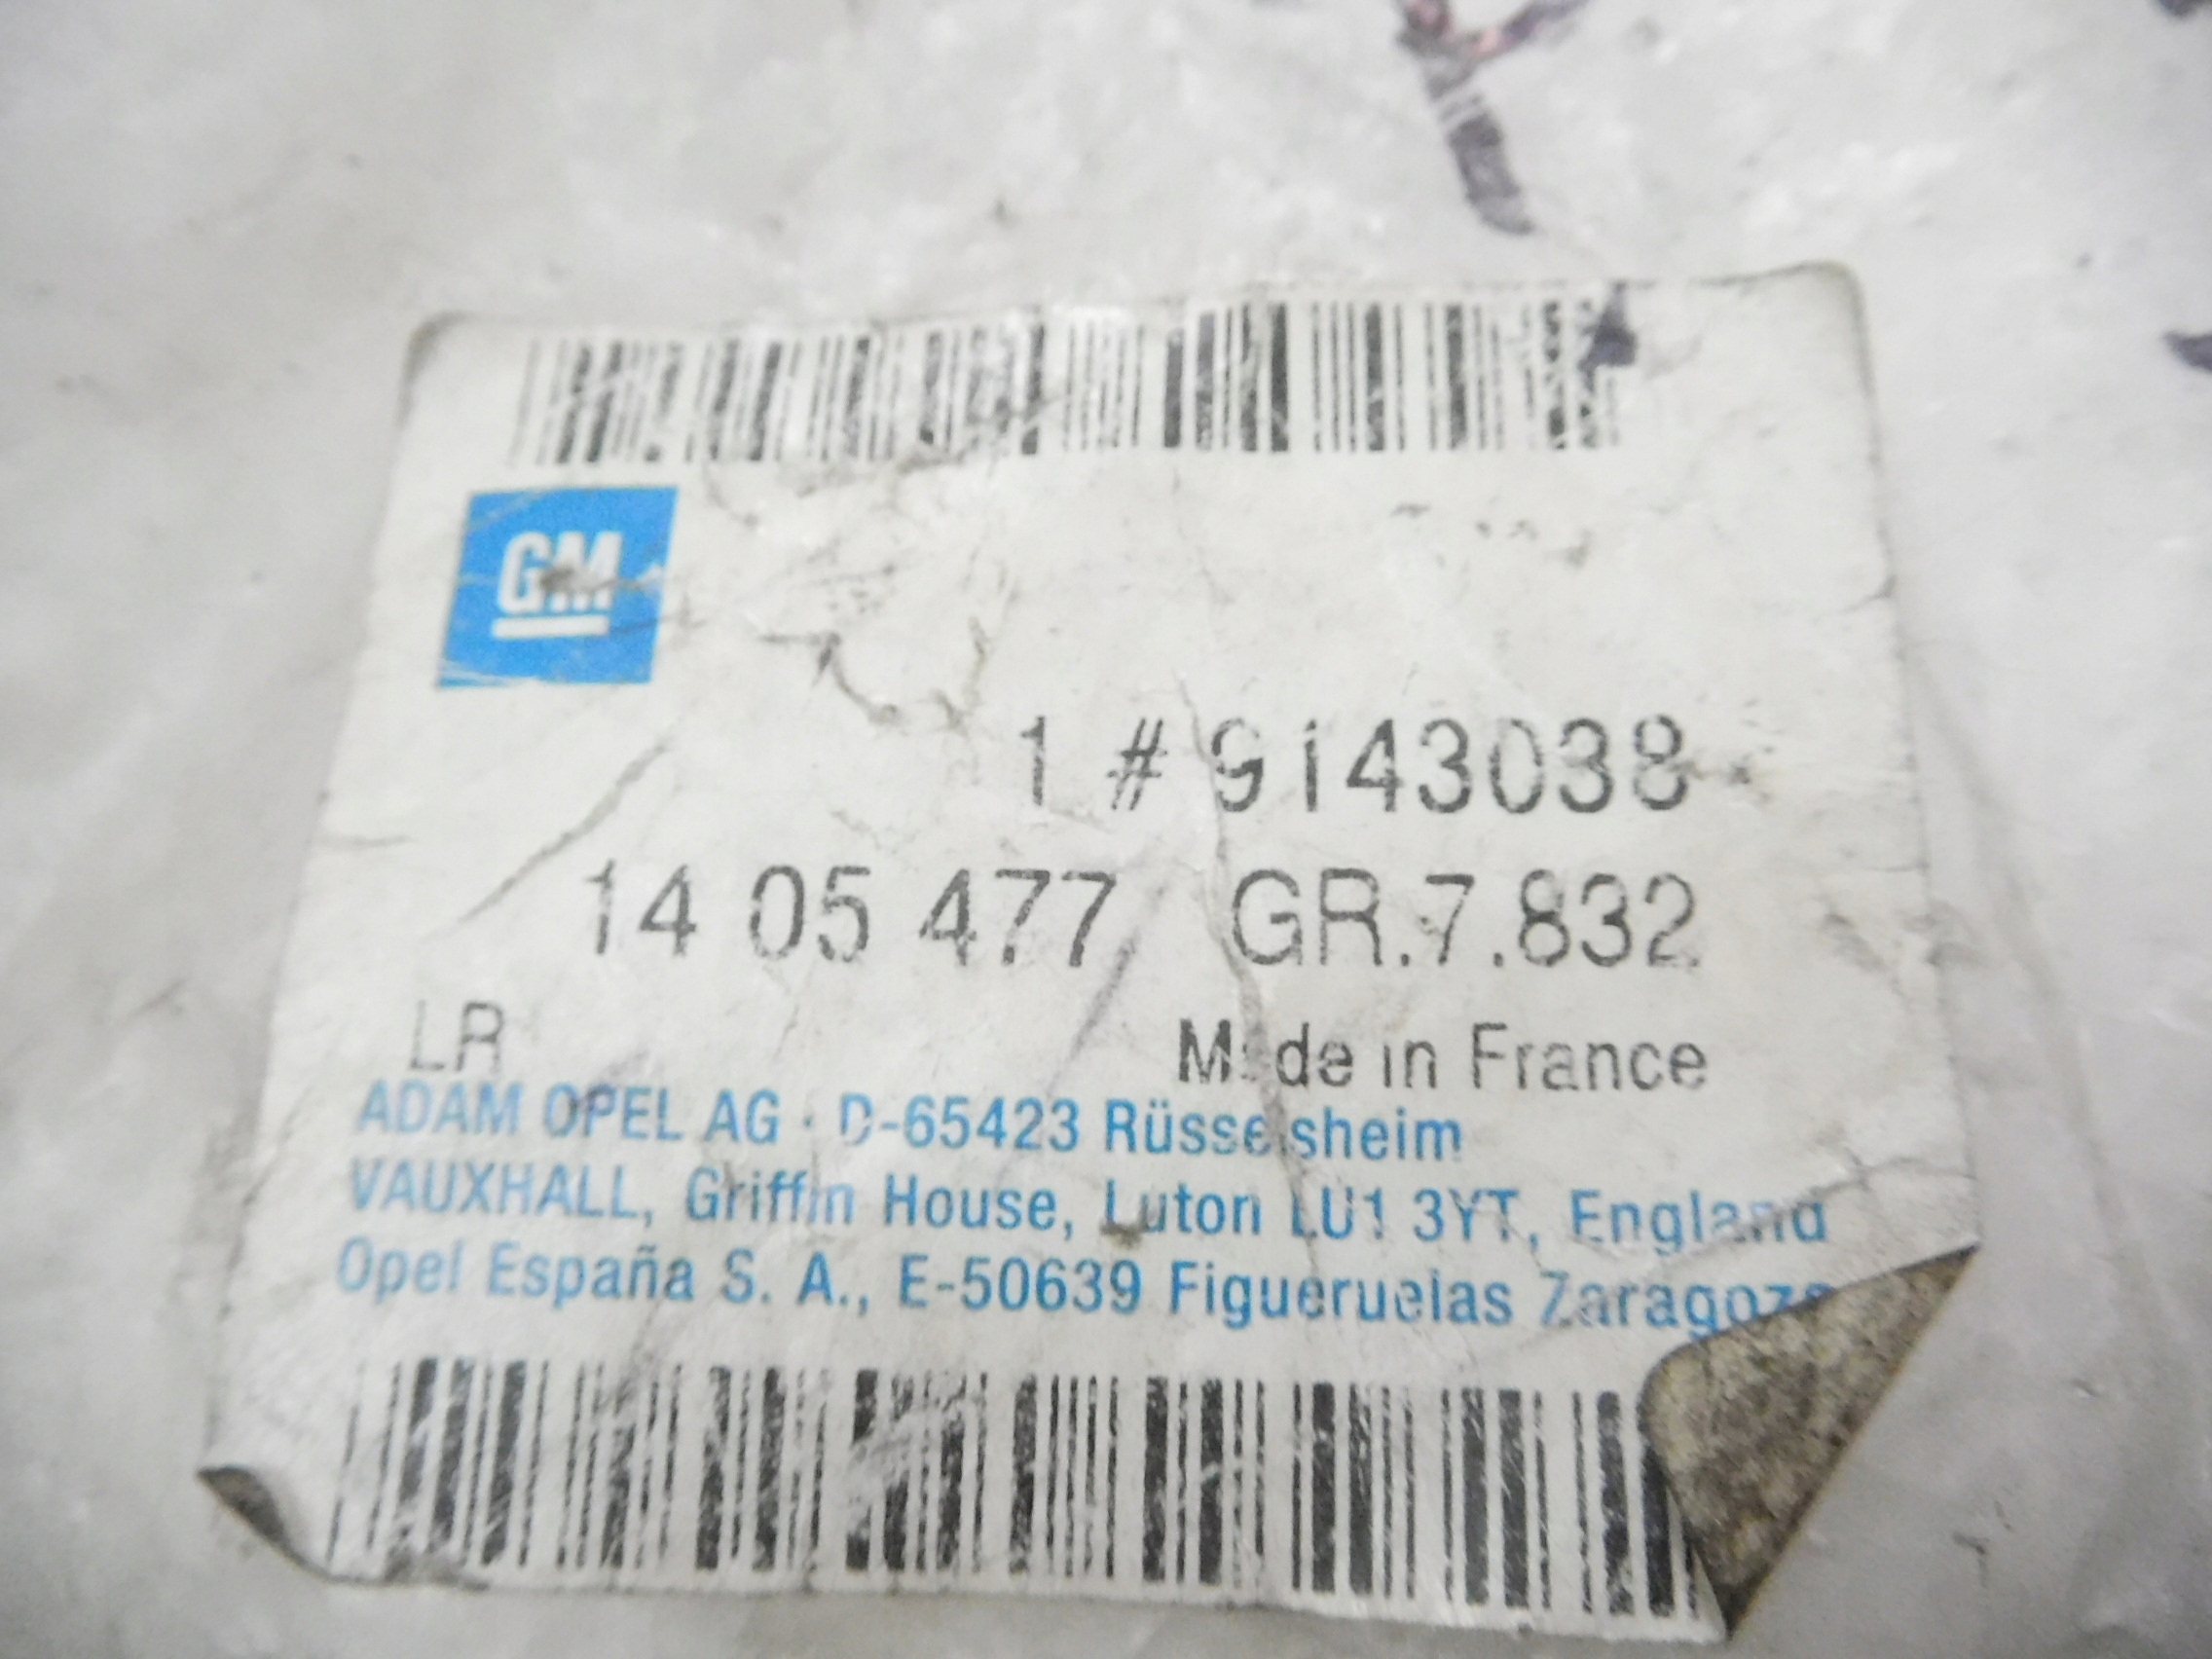 GM
1 # 9143038
14 05 477 GR.7.832
LR
Made in France
ADAM OPEL AG · D-65423 Rüsselsheim
VAUXHALL, Griffin House, Luton LU1 3YT, England
Opel España S. A., E-50639 Figueruelas Zaragoza